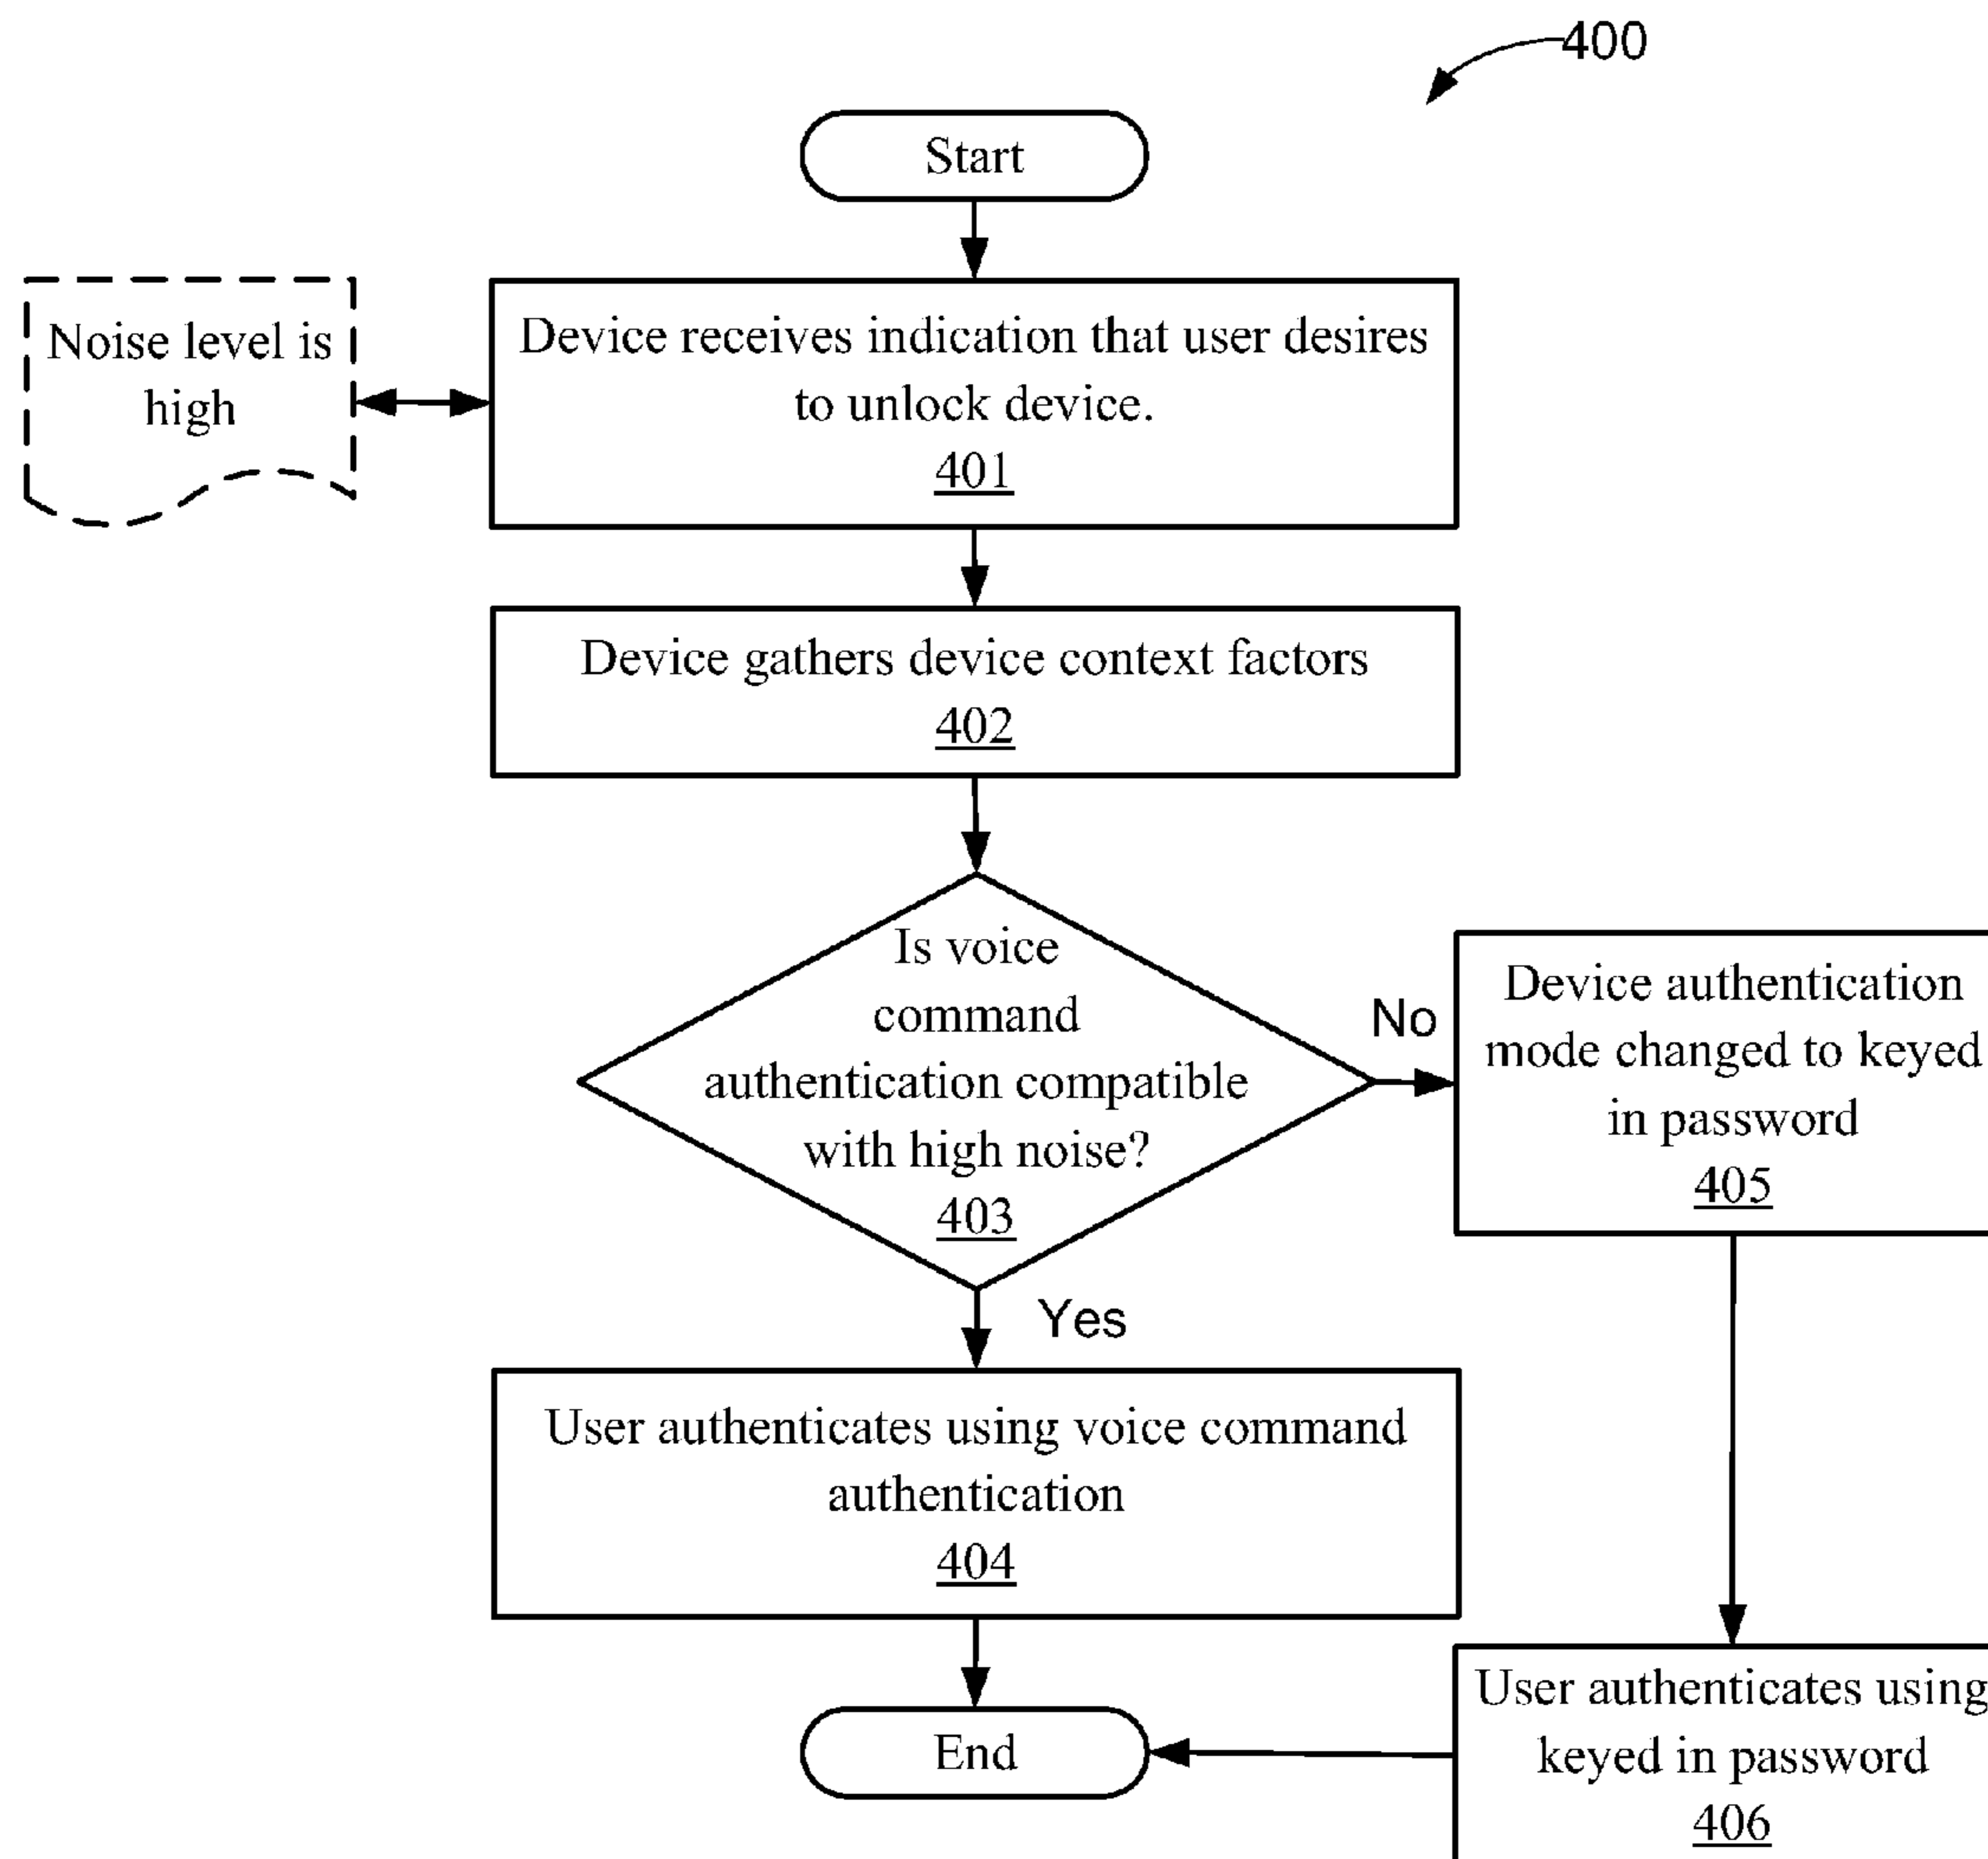 400
Start
Noise level is
high
Device receives indication that user desires
to unlock device.
401
Device gathers device context factors
402
Is voice
command
authentication compatible
with high noise?
403
No
Device authentication
mode changed to keyed
in password
405
Yes
User authenticates using voice command
authentication
404
User authenticates using
keyed in password
406
End